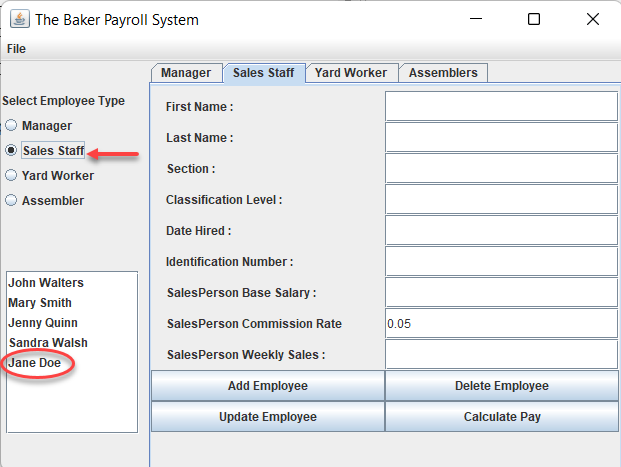 The Baker Payroll System
File
Manager Sales Staff Yard Worker Assemblers
Select Employee Type
Manager
Sales Staff
Yard Worker
Assembler
John Walters
Mary Smith
Jenny Quinn
Sandra Walsh
Jane Doe
First Name :
Last Name :
Section :
Classification Level :
Date Hired :
Identification Number :
SalesPerson Base Salary :
SalesPerson Commission Rate 0.05
SalesPerson Weekly Sales :
Add Employee Delete Employee
Update Employee Calculate Pay